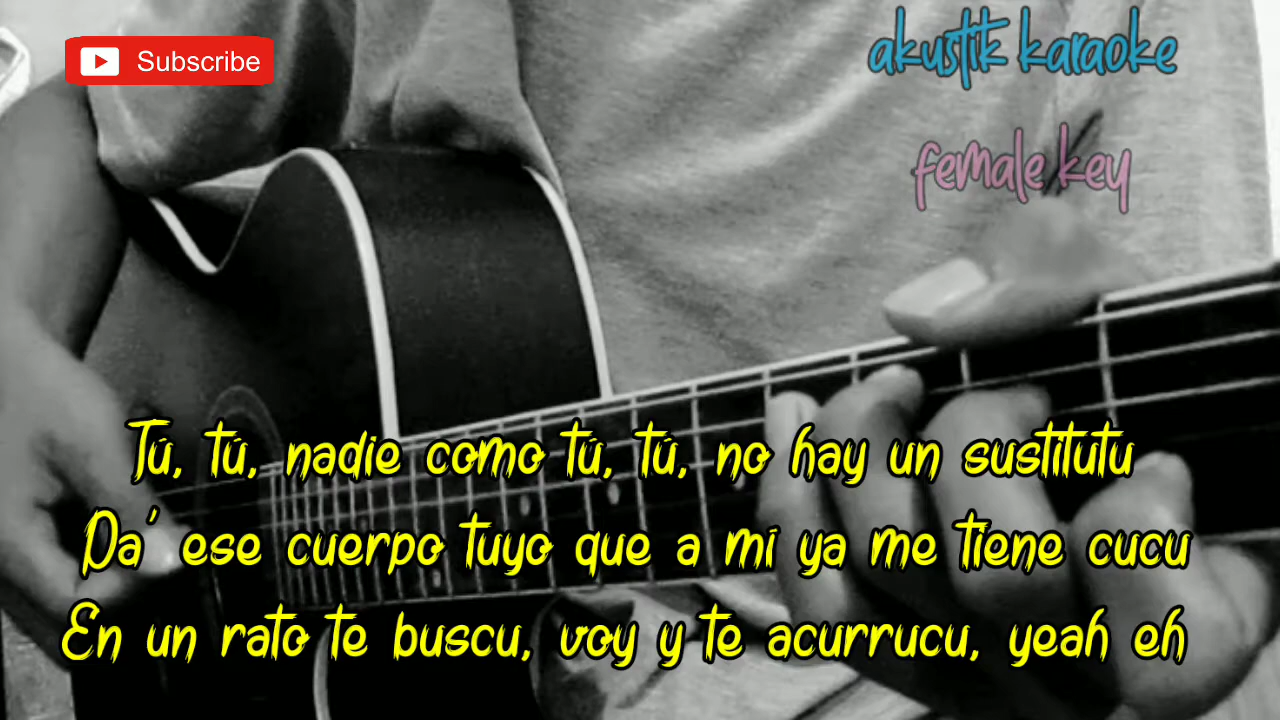 Subscribe
akustik karaoke
female key
Tú, tú, nadie como tú, tú, no hay un sustitutu
Da' ese cuerpo tuyo que a mí ya me tiene cucu
En un rato te buscu, voy y te acurrucu, yeah eh